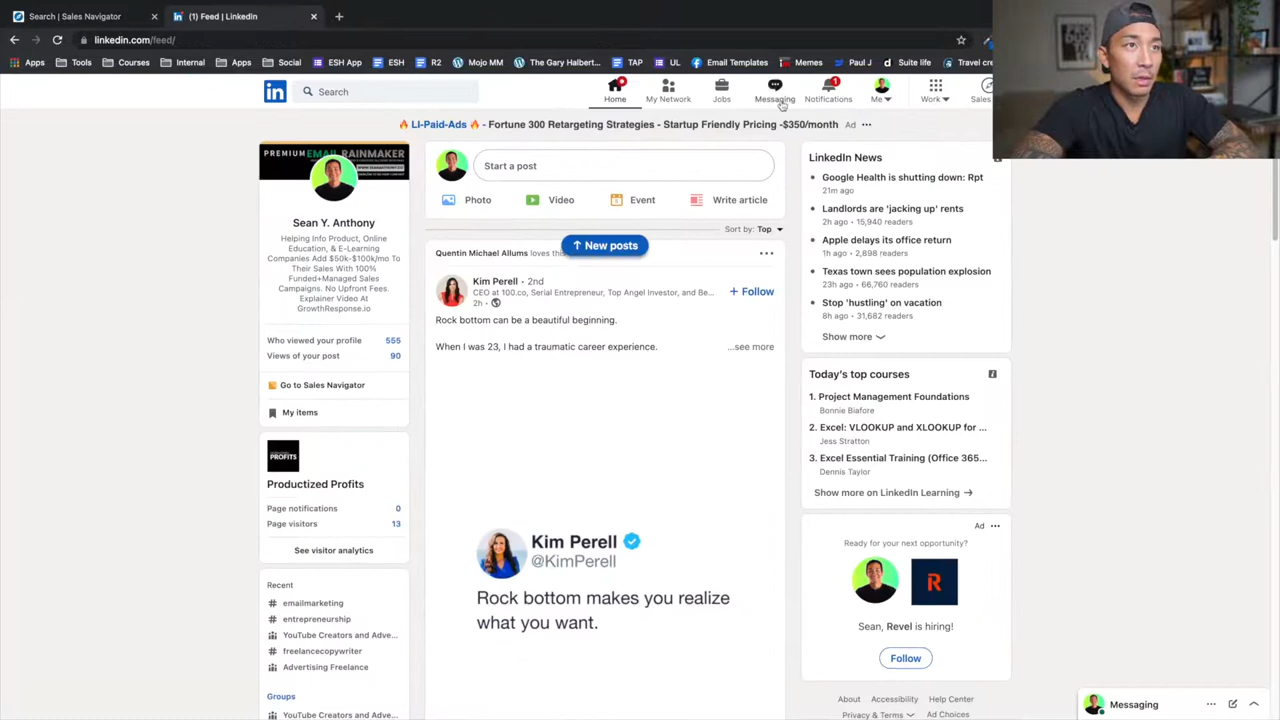 Search | Sales Navigator
(1) Feed | LinkedIn
linkedin.com/feed/
Apps
Tools
Courses
Internal
Apps
Social
ESH App
ESH
R2
Mojo MM
The Gary Halbert...
TAP
UL
Email Templates
Memes
Paul J
Suite life
Travel cre
in
Search
Home
My Network
Jobs
Messaging
1
Notifications
Me
Work
Sales
🔥 LI-Paid-Ads 🔥 - Fortune 300 Retargeting Strategies - Startup Friendly Pricing -$350/month Ad •••
PREMIUM EMAIL RAINMAKER
Sean Y. Anthony
Helping Info Product, Online
Education, & E-Learning
Companies Add $50k-$100k/mo To
Their Sales With 100%
Funded+Managed Sales
Campaigns. No Upfront Fees.
Explainer Video At
GrowthResponse.io
Who viewed your profile 555
Views of your post 90
Go to Sales Navigator
My items
PROFITS
Productized Profits
Page notifications 0
Page visitors 13
See visitor analytics
Recent
# emailmarketing
# entrepreneurship
YouTube Creators and Adve...
# freelancecopywriter
Advertising Freelance
Groups
YouTube Creators and Adve...
Start a post
Photo
Video
Event
Write article
Sort by: Top
↑ New posts
Quentin Michael Allums loves this
Kim Perell • 2nd
CEO at 100.co, Serial Entrepreneur, Top Angel Investor, and Be...
2h •
+ Follow
Rock bottom can be a beautiful beginning.
When I was 23, I had a traumatic career experience.
...see more
Kim Perell
@KimPerell
Rock bottom makes you realize
what you want.
LinkedIn News
• Google Health is shutting down: Rpt
21m ago
• Landlords are 'jacking up' rents
2h ago • 15,940 readers
• Apple delays its office return
1h ago • 2,898 readers
• Texas town sees population explosion
23h ago • 66,760 readers
• Stop 'hustling' on vacation
8h ago • 31,682 readers
Show more
Today's top courses
1. Project Management Foundations
Bonnie Biafore
2. Excel: VLOOKUP and XLOOKUP for ...
Jess Stratton
3. Excel Essential Training (Office 365...
Dennis Taylor
Show more on LinkedIn Learning →
Ad •••
Ready for your next opportunity?
R
Sean, Revel is hiring!
Follow
About
Accessibility
Help Center
Privacy & Terms
Ad Choices
Messaging